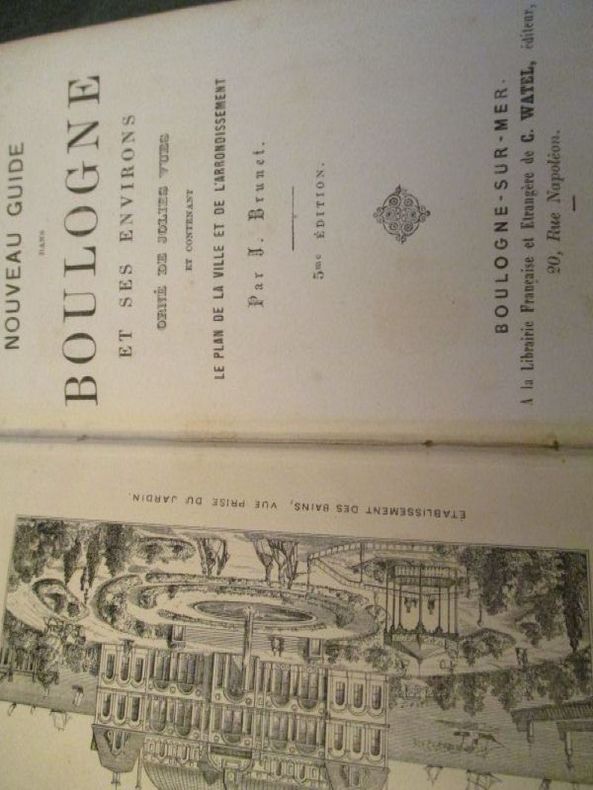 NOUVEAU GUIDE
DANS
BOULOGNE
ET SES ENVIRONS
ORNÉ DE JOLIES VUES
ET CONTENANT
LE PLAN DE LA VILLE ET DE L'ARRONDISSEMENT
Par J. Brunet.
5me ÉDITION.
BOULOGNE-SUR-MER.
A la Librairie Française et Etrangère de C. WATEL, éditeur,
20, Rue Napoléon.
ÉTABLISSEMENT DES BAINS, VUE PRISE DU JARDIN.